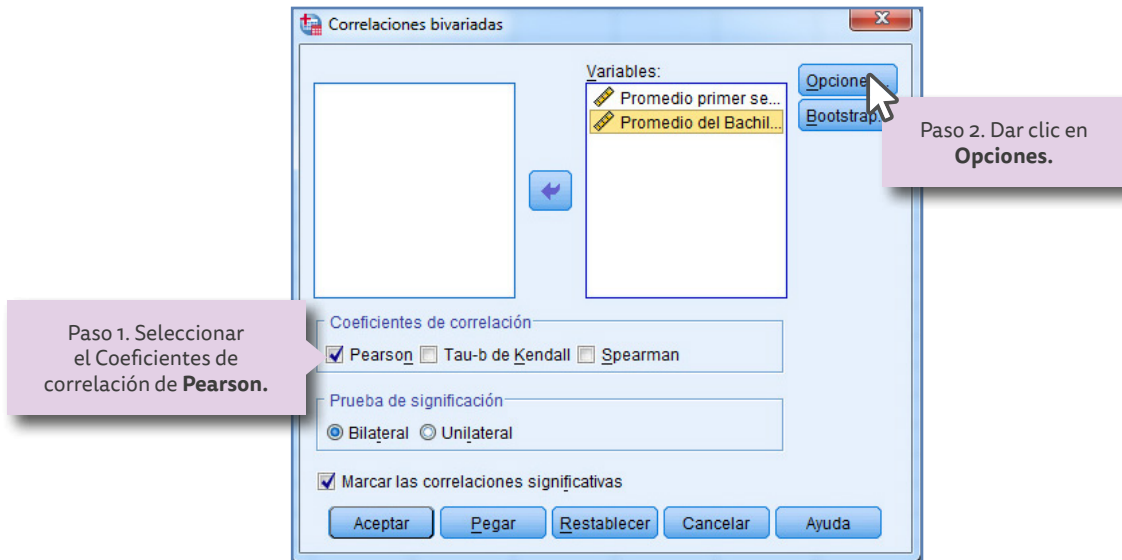 Correlaciones bivariadas
Variables:
Promedio primer se...
Promedio del Bachil...
Opcione
Bootstrap.
Paso 2. Dar clic en
Opciones.
Paso 1. Seleccionar
el Coeficientes de
correlación de Pearson.
Coeficientes de correlación
Pearson Tau-b de Kendall Spearman
Prueba de significación
Bilateral Unilateral
Marcar las correlaciones significativas
Aceptar Pegar Restablecer Cancelar Ayuda